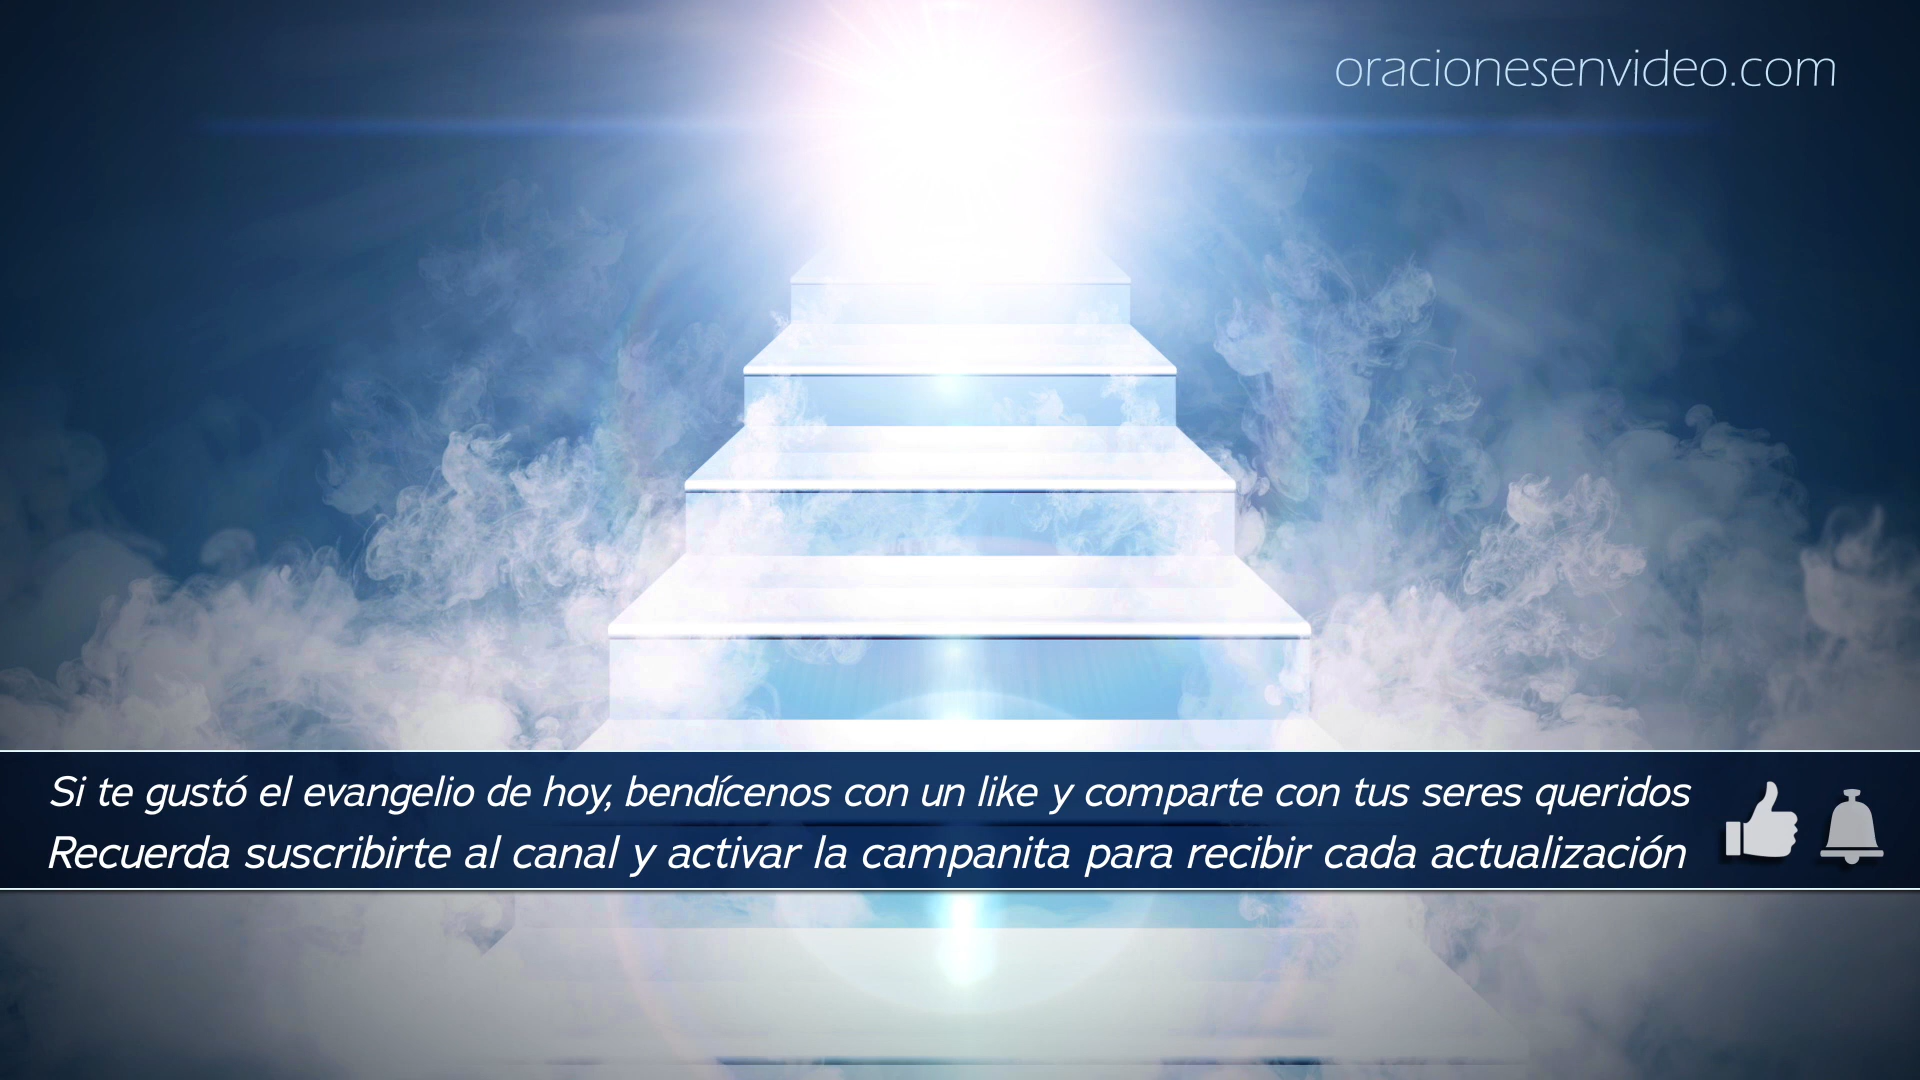 oracionesenvideo.com
Si te gustó el evangelio de hoy, bendícenos con un like y comparte con tus seres queridos
Recuerda suscribirte al canal y activar la campanita para recibir cada actualización